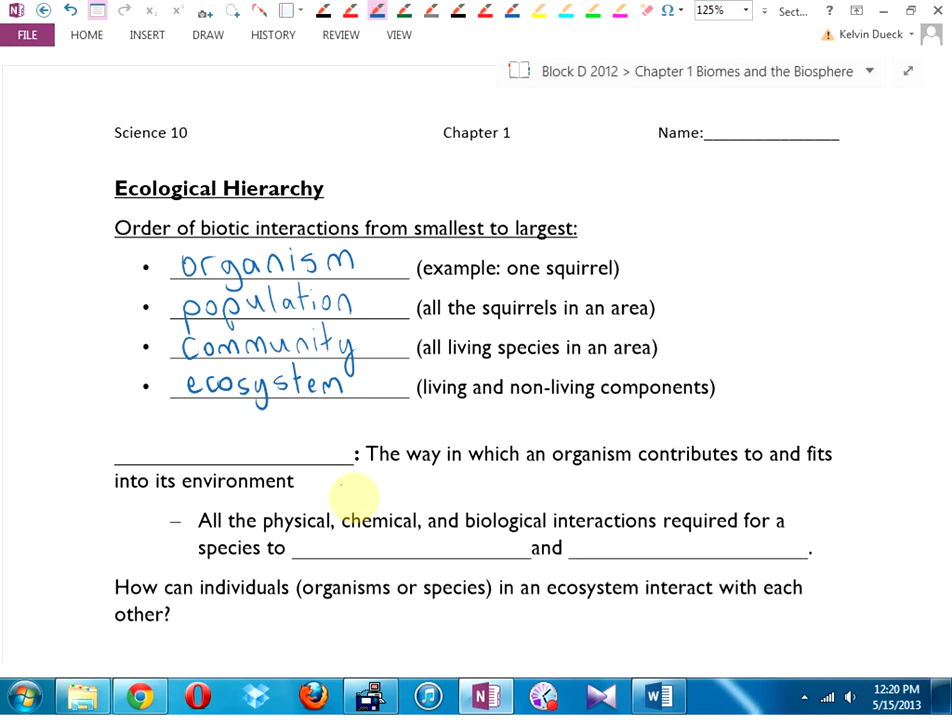 125%
Sect...
?
FILE HOME INSERT DRAW HISTORY REVIEW VIEW
Kelvin Dueck
Block D 2012 > Chapter 1 Biomes and the Biosphere
Science 10 Chapter 1 Name:________________
Ecological Hierarchy
Order of biotic interactions from smallest to largest:
• organism (example: one squirrel)
• population (all the squirrels in an area)
• community (all living species in an area)
• ecosystem (living and non-living components)
______________________: The way in which an organism contributes to and fits
into its environment
– All the physical, chemical, and biological interactions required for a
species to ______________________and ______________________.
How can individuals (organisms or species) in an ecosystem interact with each
other?
12:20 PM
5/15/2013